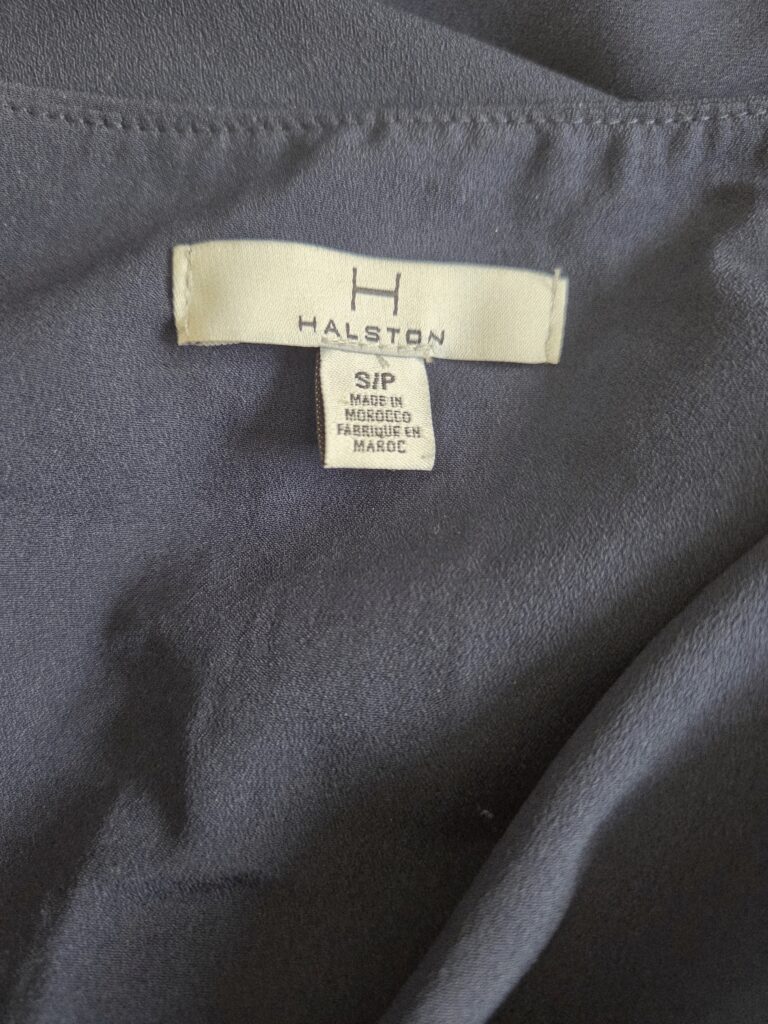 H
HALSTON
S/P
MADE IN
MOROCCO
FABRIQUE EN
MAROC